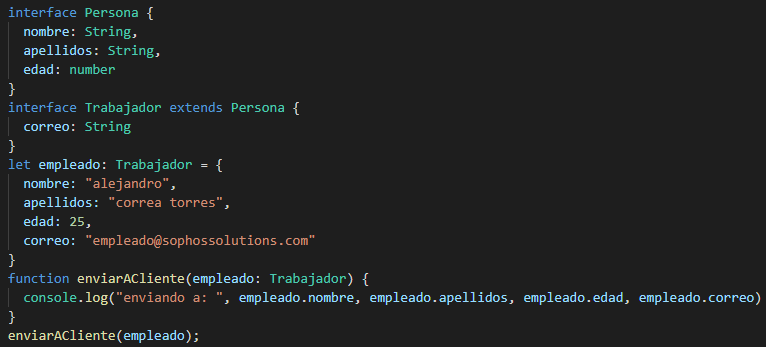 interface Persona {
  nombre: String,
  apellidos: String,
  edad: number
}
interface Trabajador extends Persona {
  correo: String
}
let empleado: Trabajador = {
  nombre: "alejandro",
  apellidos: "correa torres",
  edad: 25,
  correo: "empleado@sophossolutions.com"
}
function enviarACliente(empleado: Trabajador) {
  console.log("enviando a: ", empleado.nombre, empleado.apellidos, empleado.edad, empleado.correo)
}
enviarACliente(empleado);